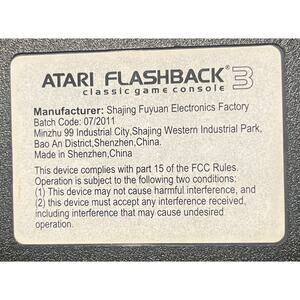 ATARI FLASHBACK® 3
classic game console
Manufacturer: Shajing Fuyuan Electronics Factory
Batch Code: 07/2011
Minzhu 99 Industrial City,Shajing Western Industrial Park,
Bao An District,Shenzhen,China.
Made in Shenzhen,China
This device complies with part 15 of the FCC Rules.
Operation is subject to the following two conditions:
(1) This device may not cause harmful interference, and
(2) this device must accept any interference received,
including interference that may cause undesired
operation.